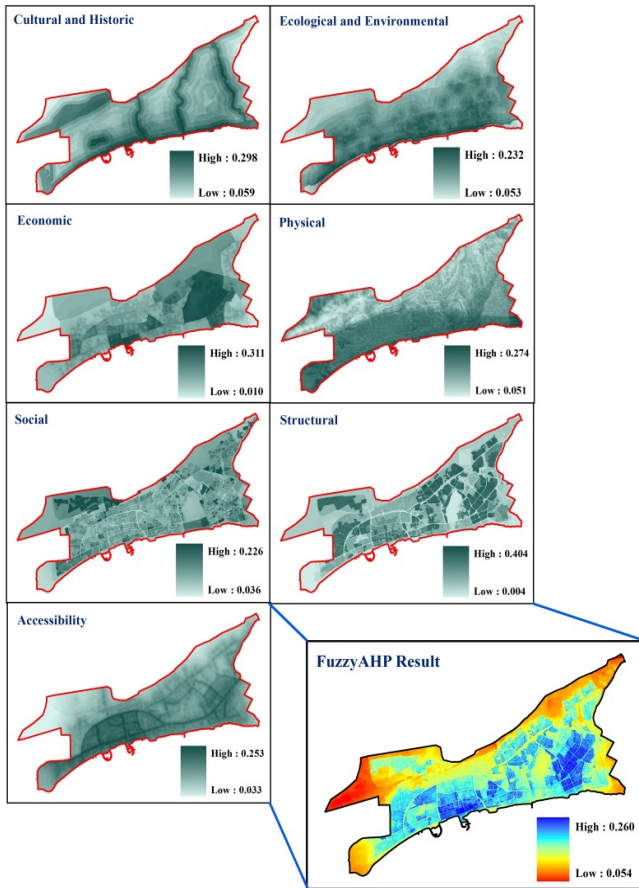 Cultural and Historic
High : 0.298
Low : 0.059
Ecological and Environmental
High : 0.232
Low : 0.053
Economic
High : 0.311
Low : 0.010
Physical
High : 0.274
Low : 0.051
Social
High : 0.226
Low : 0.036
Structural
High : 0.404
Low : 0.004
Accessibility
High : 0.253
Low : 0.033
FuzzyAHP Result
High : 0.260
Low : 0.054